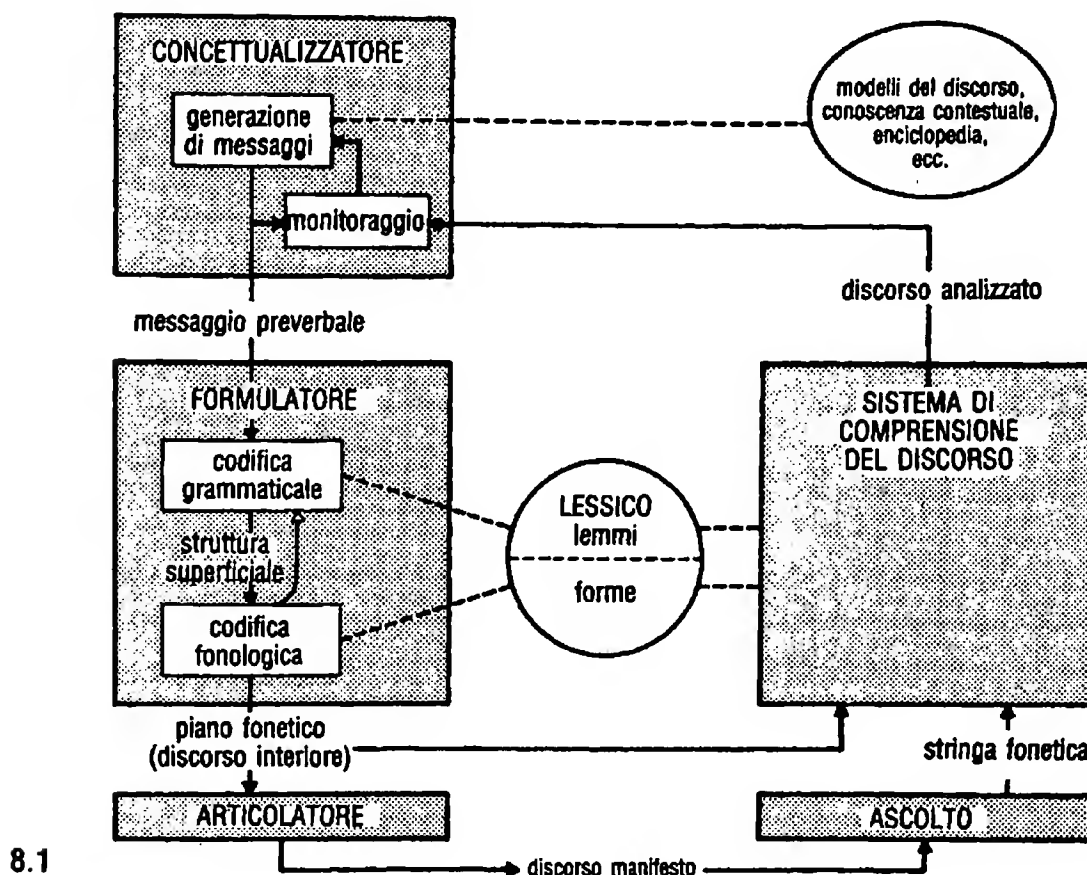 CONCETTUALIZZATORE
generazione
di messaggi
monitoraggio
modelli del discorso,
conoscenza contestuale,
enciclopedia,
ecc.
messaggio preverbale
discorso analizzato
FORMULATORE
codifica
grammaticale
struttura
superficiale
codifica
fonologica
LESSICO
lemmi
forme
SISTEMA DI
COMPRENSIONE
DEL DISCORSO
piano fonetico
(discorso interiore)
stringa fonetica
ARTICOLATORE
ASCOLTO
discorso manifesto
8.1